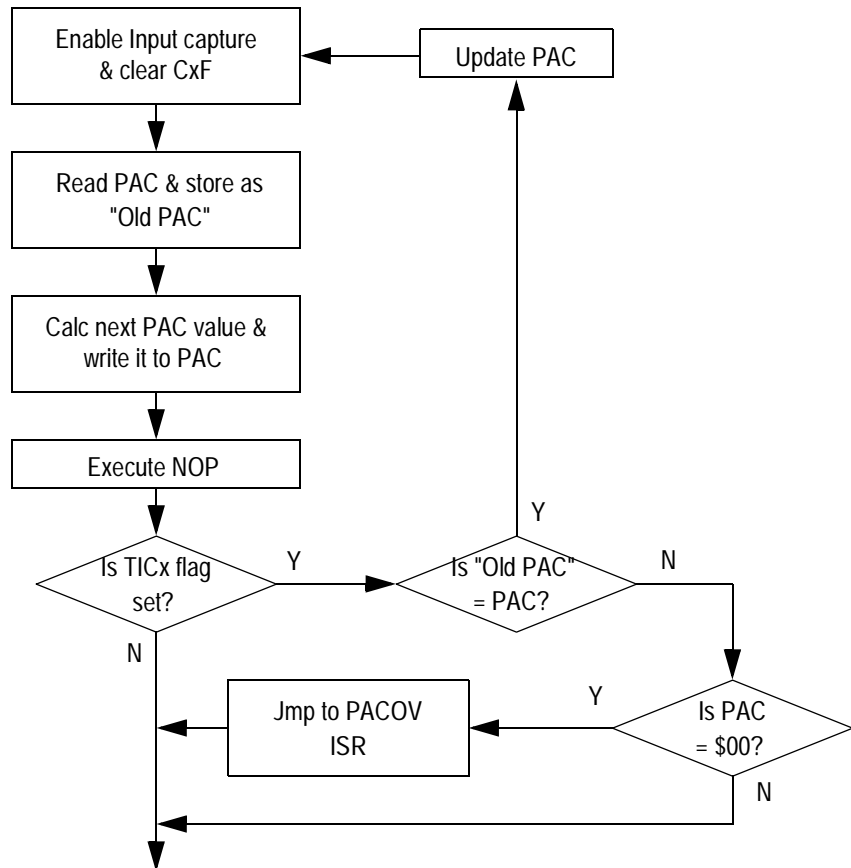 Enable Input capture
& clear CxF
Update PAC
Read PAC & store as
"Old PAC"
Calc next PAC value &
write it to PAC
Execute NOP
Is TICx flag
set?
Y
N
Is "Old PAC"
= PAC?
Y
N
Is PAC
= $00?
Y
N
Jmp to PACOV
ISR